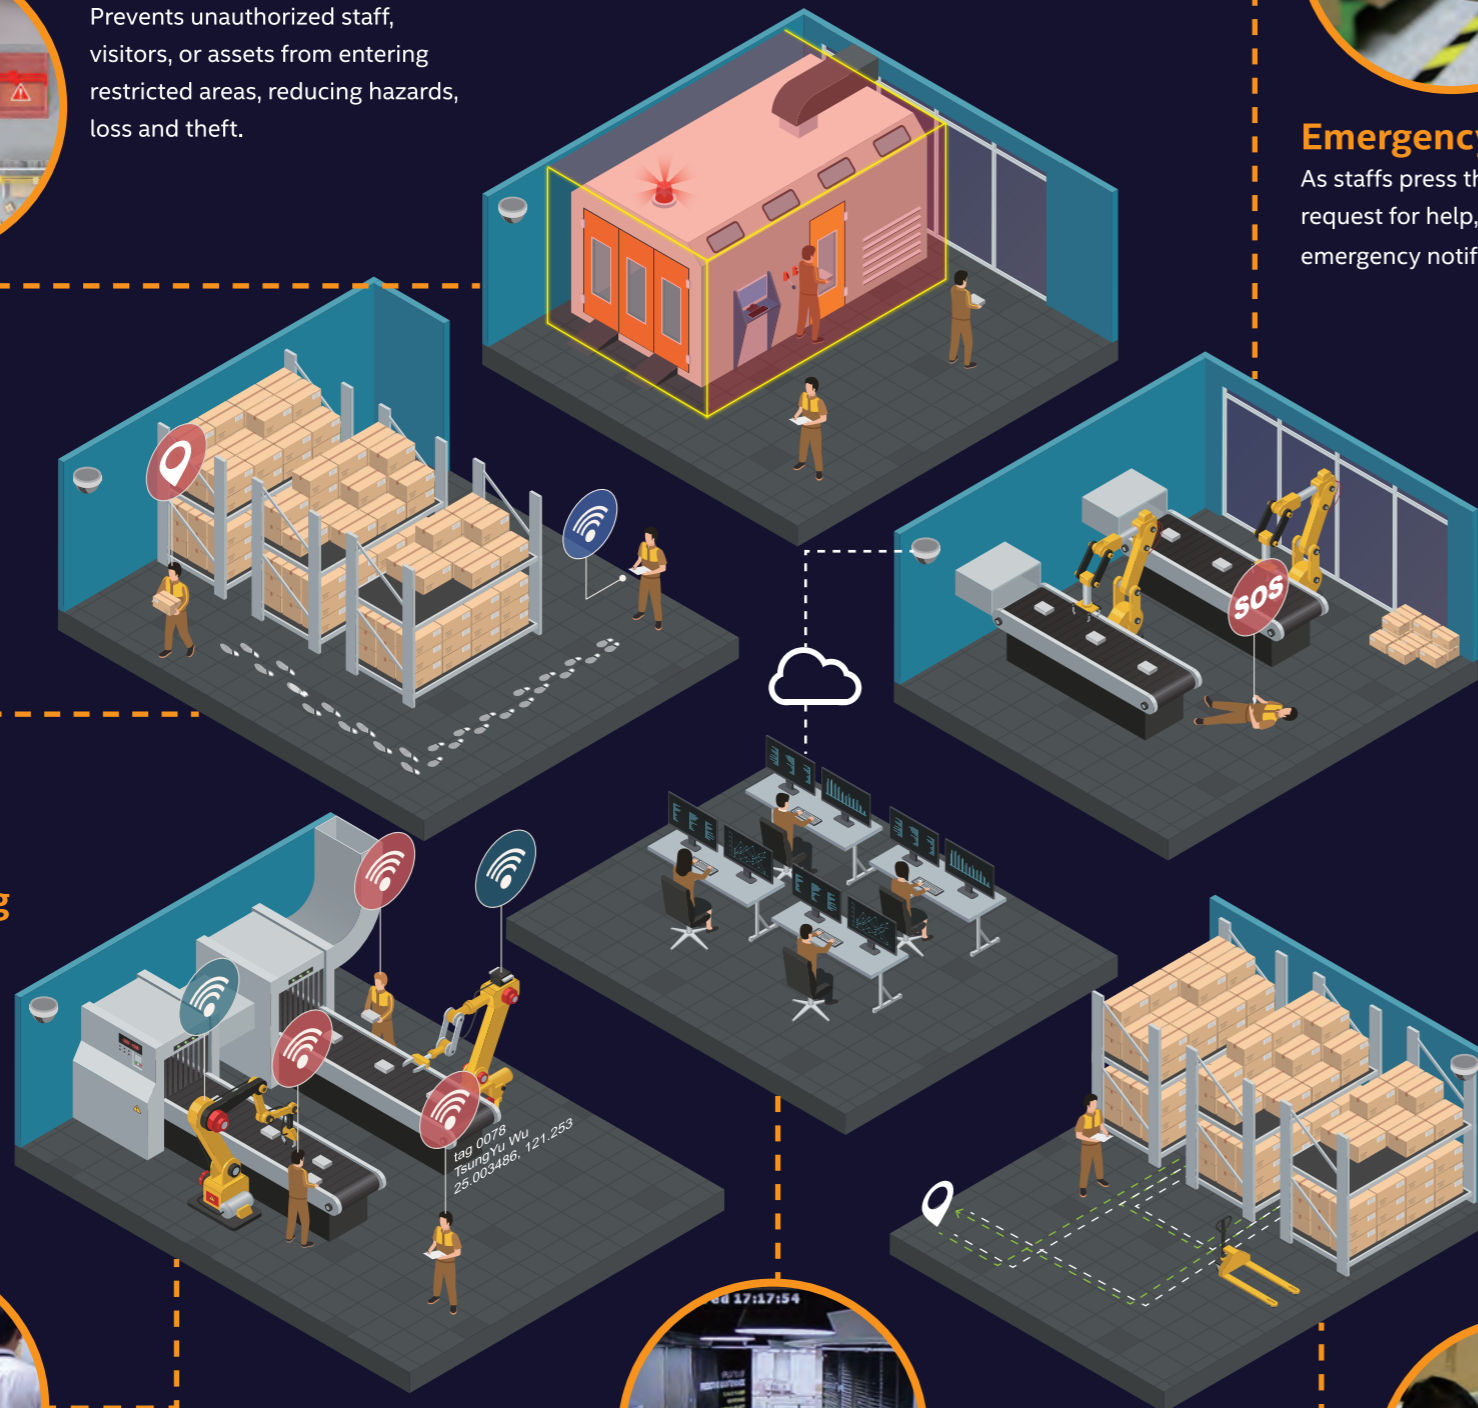 Prevents unauthorized staff,
visitors, or assets from entering
restricted areas, reducing hazards,
loss and theft.
Emergency
As staffs press th
request for help,
emergency notif
SOS
g
tag 0078
TsungYu Wu
25.003486, 121.253
ed 17:17:54